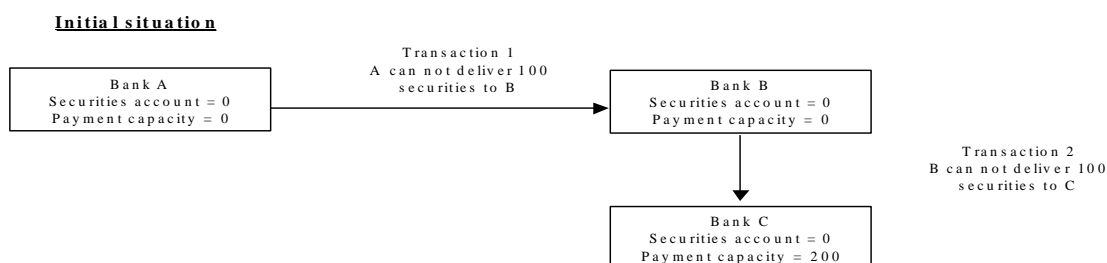 Initial situation
Transaction 1
A can not deliver 100
securities to B
Bank A
Securities account = 0
Payment capacity = 0
Bank B
Securities account = 0
Payment capacity = 0
Transaction 2
B can not deliver 100
securities to C
Bank C
Securities account = 0
Payment capacity = 200